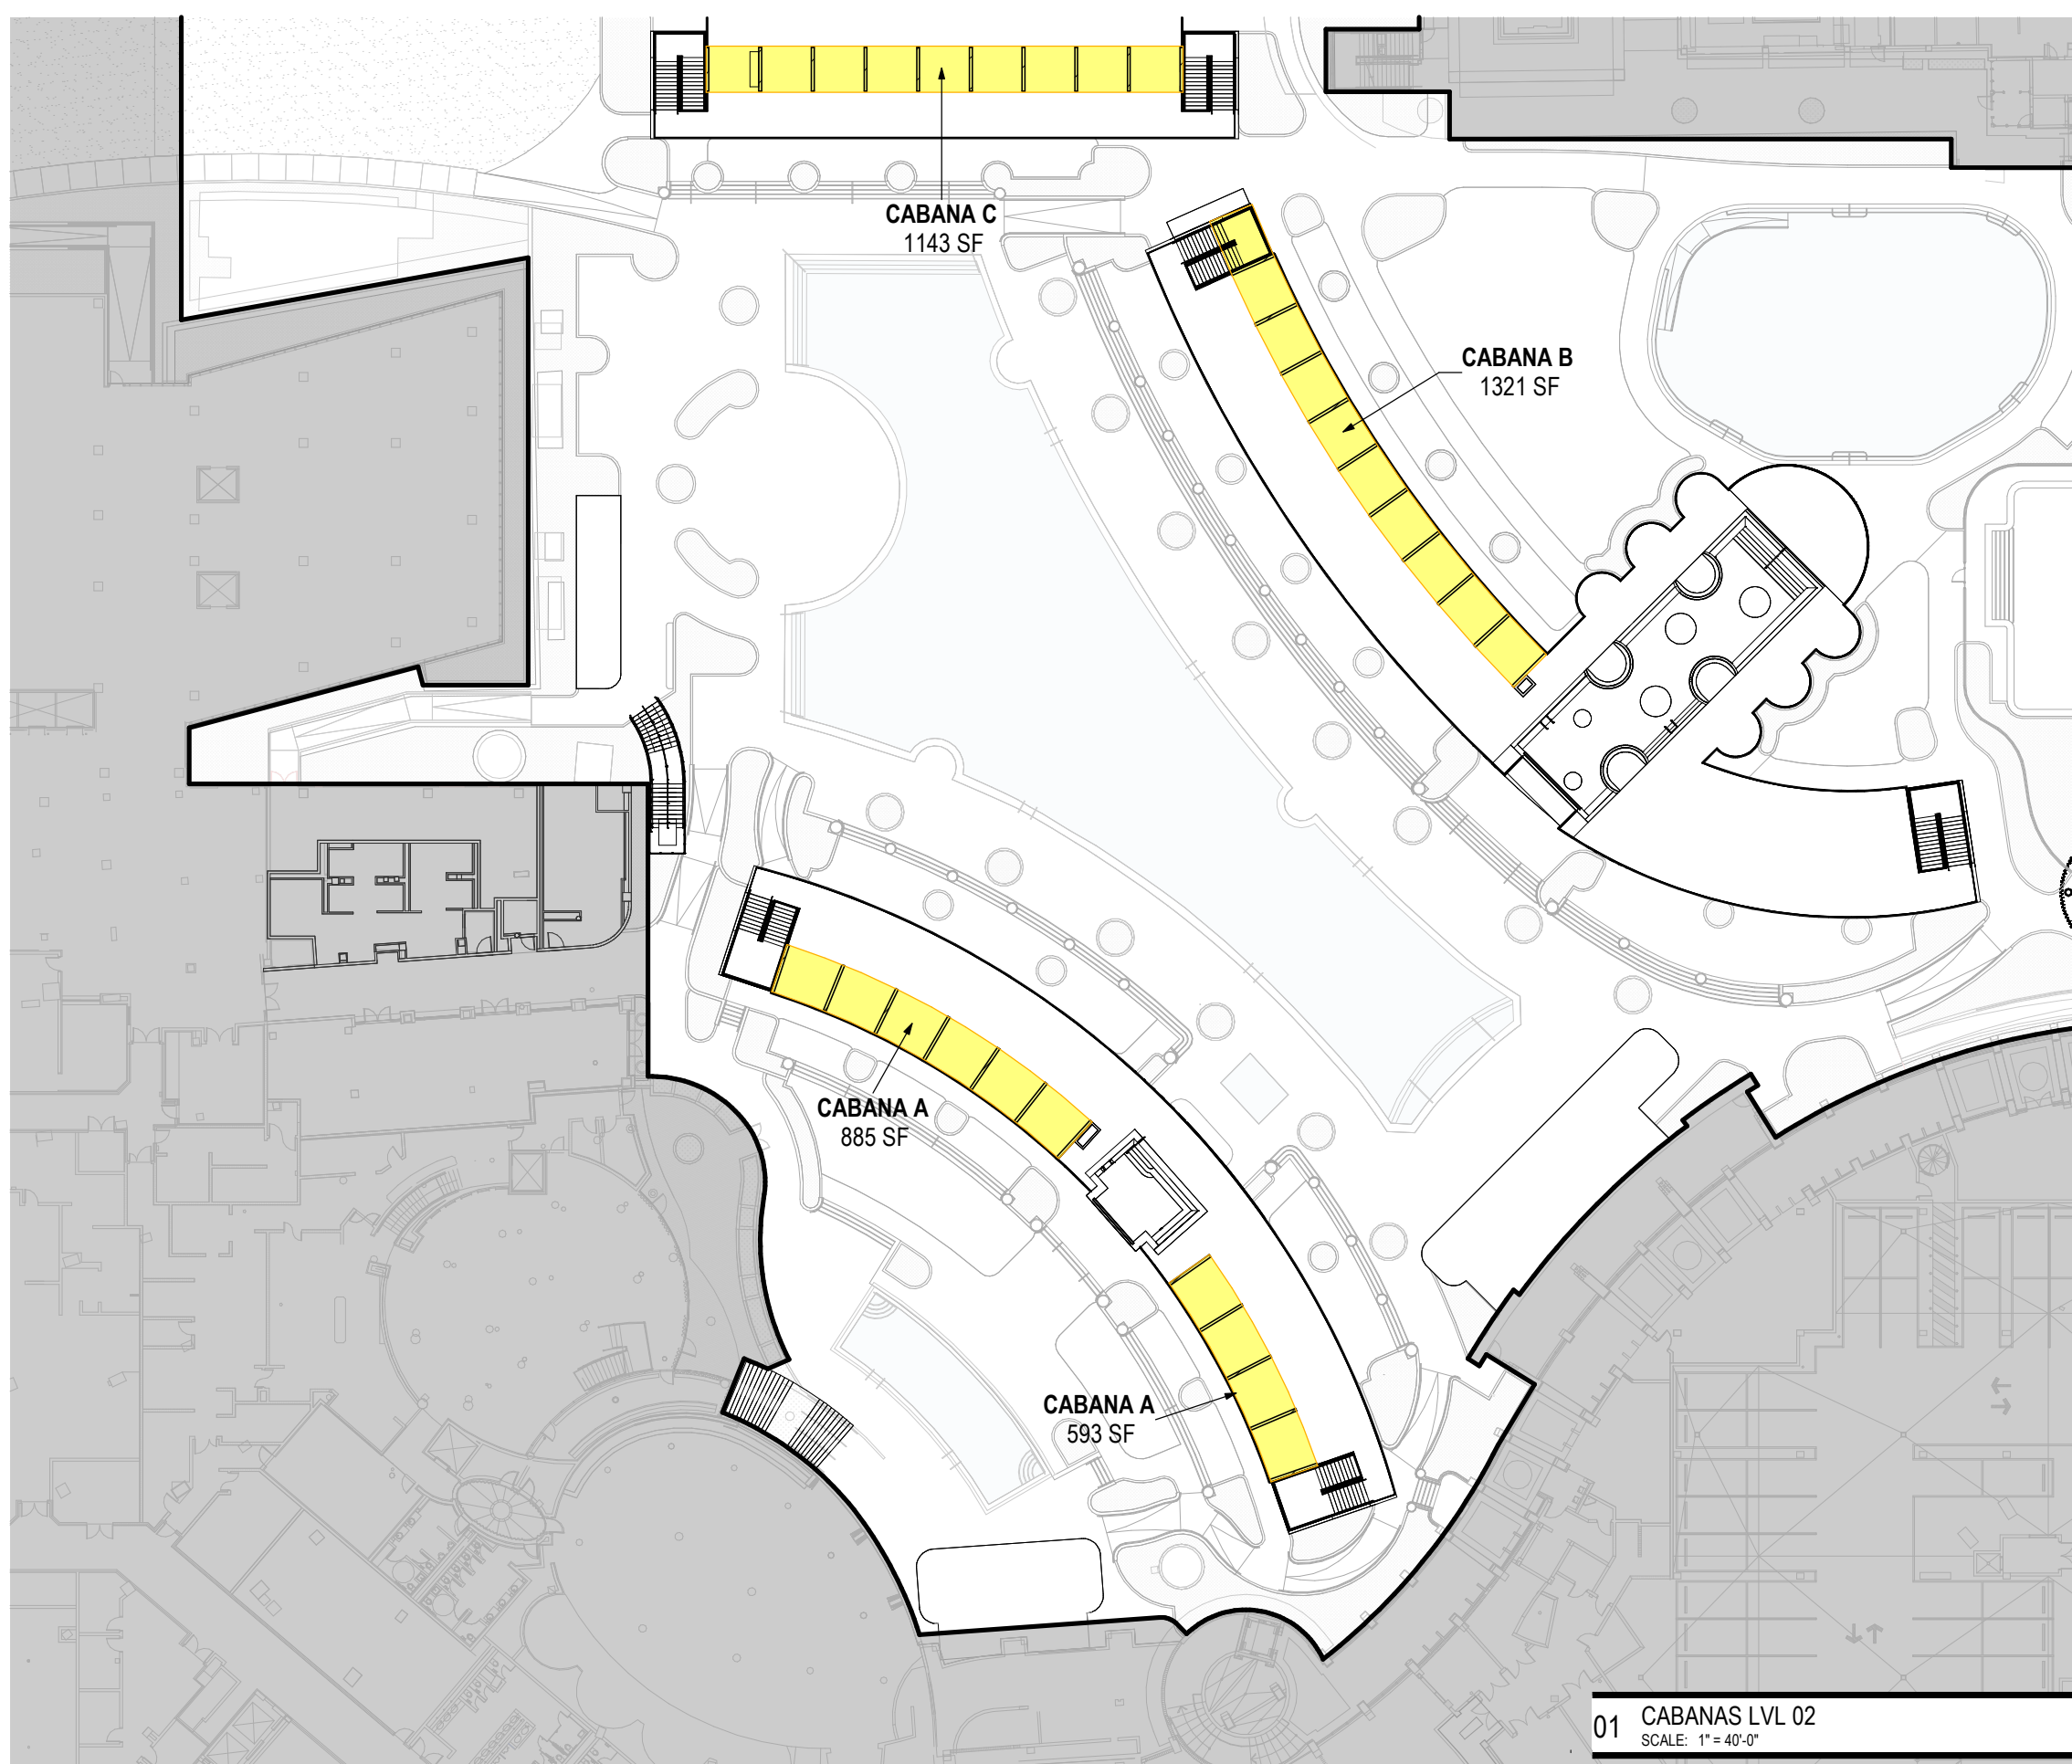 CABANA C
1143 SF
CABANA B
1321 SF
CABANA A
885 SF
CABANA A
593 SF
01 CABANAS LVL 02
SCALE: 1" = 40'-0"